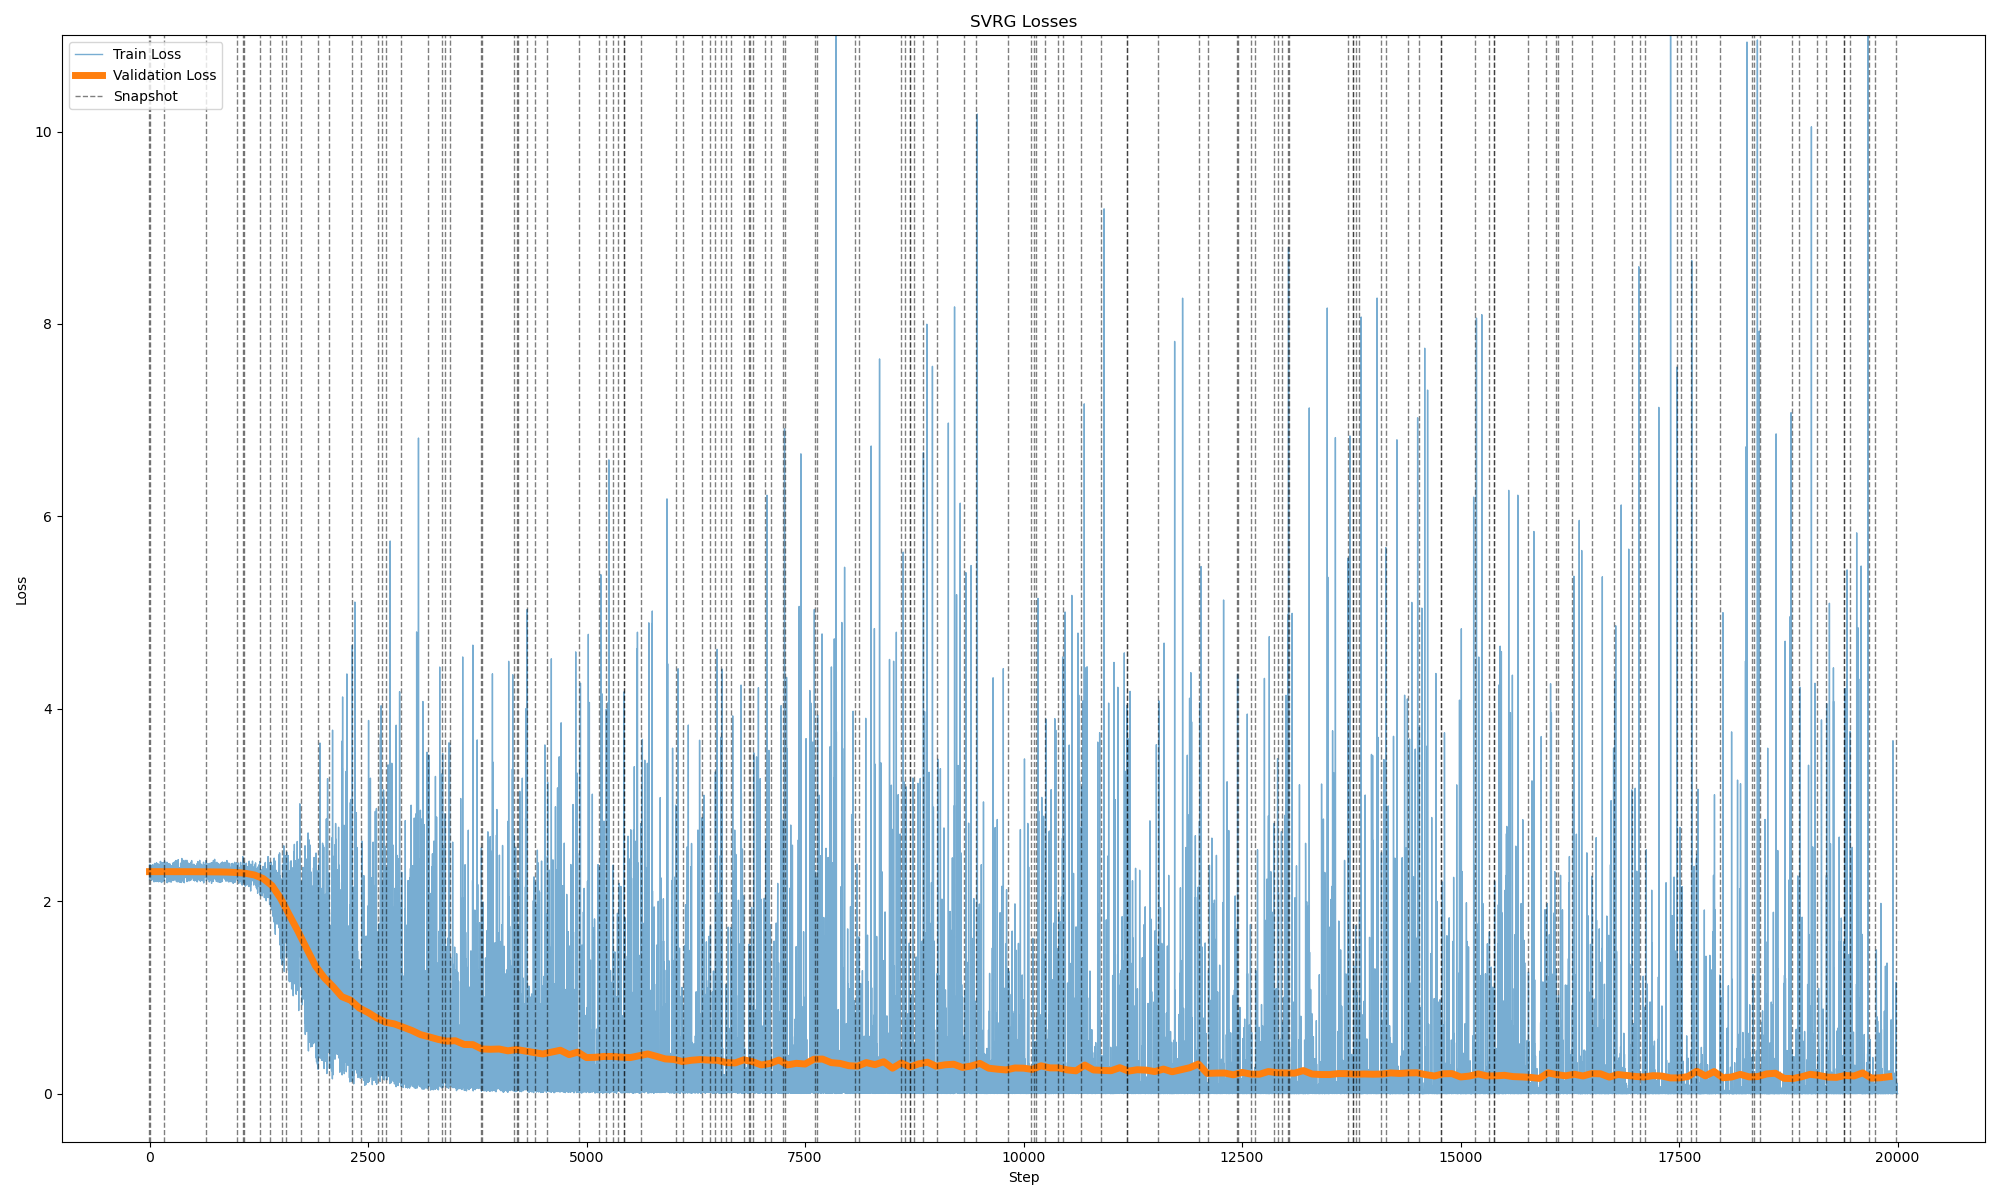 SVRG Losses
Train Loss
Validation Loss
Snapshot
10
8
6
4
2
0
Loss
0 2500 5000 7500 10000 12500 15000 17500 20000
Step